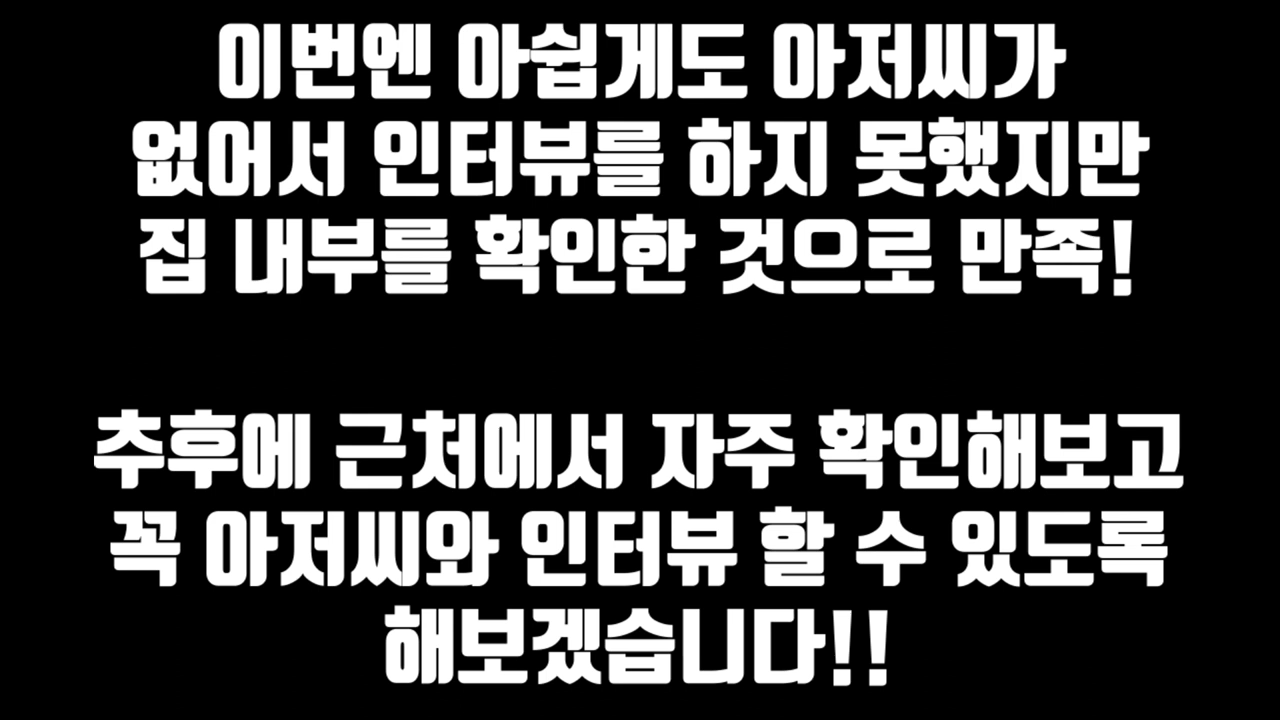 이번엔 아쉽게도 아저씨가
없어서 인터뷰를 하지 못했지만
집 내부를 확인한 것으로 만족!
추후에 근처에서 자주 확인해보고
꼭 아저씨와 인터뷰 할 수 있도록
해보겠습니다!!